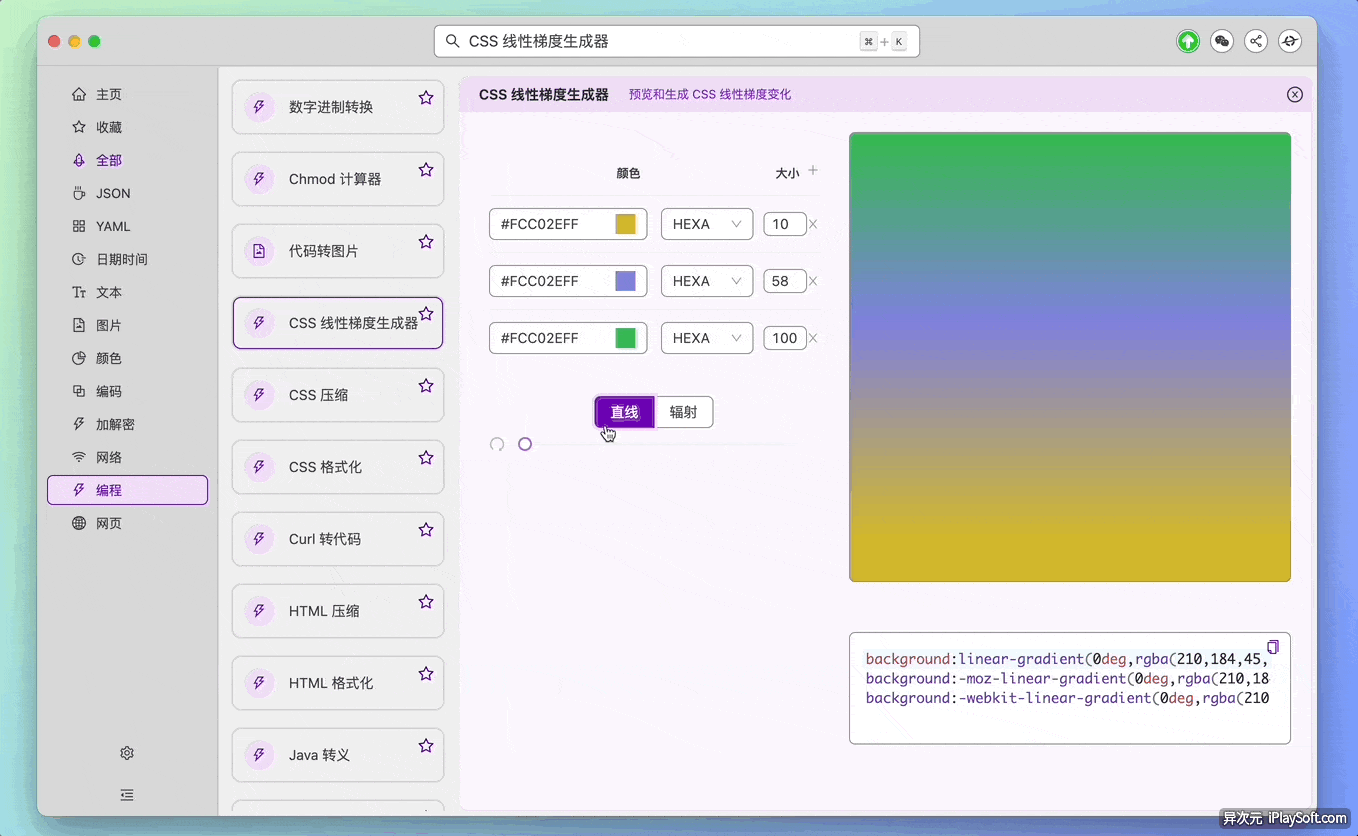 CSS 线性梯度生成器
⌘ + K
主页
收藏
全部
JSON
YAML
日期时间
文本
图片
颜色
编码
加解密
网络
编程
网页
数字进制转换
Chmod 计算器
代码转图片
CSS 线性梯度生成器
CSS 压缩
CSS 格式化
Curl 转代码
HTML 压缩
HTML 格式化
Java 转义
CSS 线性梯度生成器 预览和生成 CSS 线性梯度变化
颜色 大小
#FCC02EFF HEXA 10
#FCC02EFF HEXA 58
#FCC02EFF HEXA 100
直线 辐射
background:linear-gradient(0deg,rgba(210,184,45,
background:-moz-linear-gradient(0deg,rgba(210,18
background:-webkit-linear-gradient(0deg,rgba(210
异次元 iPlaySoft.com